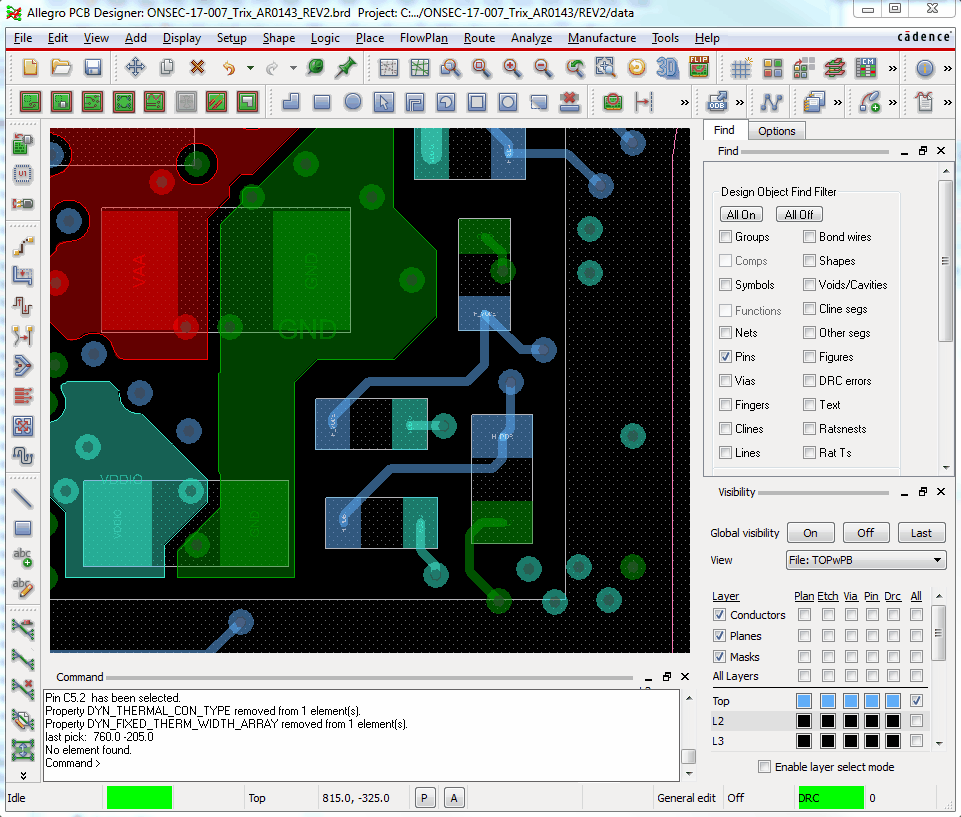 Allegro PCB Designer: ONSEC-17-007_Trix_AR0143_REV2.brd Project: C:.../ONSEC-17-007_Trix_AR0143/REV2/data
File Edit View Add Display Setup Shape Logic Place FlowPlan Route Analyze Manufacture Tools Help cādence
3D FLIP
»
ODB
»
U1
abc
abc
»
Find Options
Find
Design Object Find Filter
All On All Off
Groups Bond wires
Comps Shapes
Symbols Voids/Cavities
Functions Cline segs
Nets Other segs
Pins Figures
Vias DRC errors
Fingers Text
Clines Ratsnests
Lines Rat Ts
VAA
GND
GND
VDDIO
VDDIO
GND
Visibility
Global visibility On Off Last
View File: TOPwPB
Layer Plan Etch Via Pin Drc All
Conductors
Planes
Masks
All Layers
Top
L2
L3
Enable layer select mode
Command
Pin C5.2 has been selected.
Property DYN_THERMAL_CON_TYPE removed from 1 element(s).
Property DYN_FIXED_THERM_WIDTH_ARRAY removed from 1 element(s).
last pick: 760.0 -205.0
No element found.
Command >
Idle Top 815.0, -325.0 P A General edit Off DRC 0